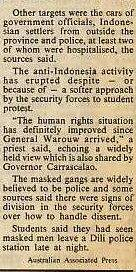 Other targets were the cars of
government officials, Indone-
sian settlers from outside the
province and police, at least two
of whom were hospitalised, the
sources said.
The anti-Indonesia activity
has erupted despite — or
because of — a softer approach
by the security forces to student
protest.
"The human rights situation
has definitely improved since
General Warouw arrived," a
priest said, echoing a widely
held view which is also shared by
Governor Carrascalao.
The masked gangs are widely
believed to be police and some
sources said there were signs of
division in the security forces
over how to handle dissent.
Students said they had seen
masked men leave a Dili police
station late at night.
Australian Associated Press